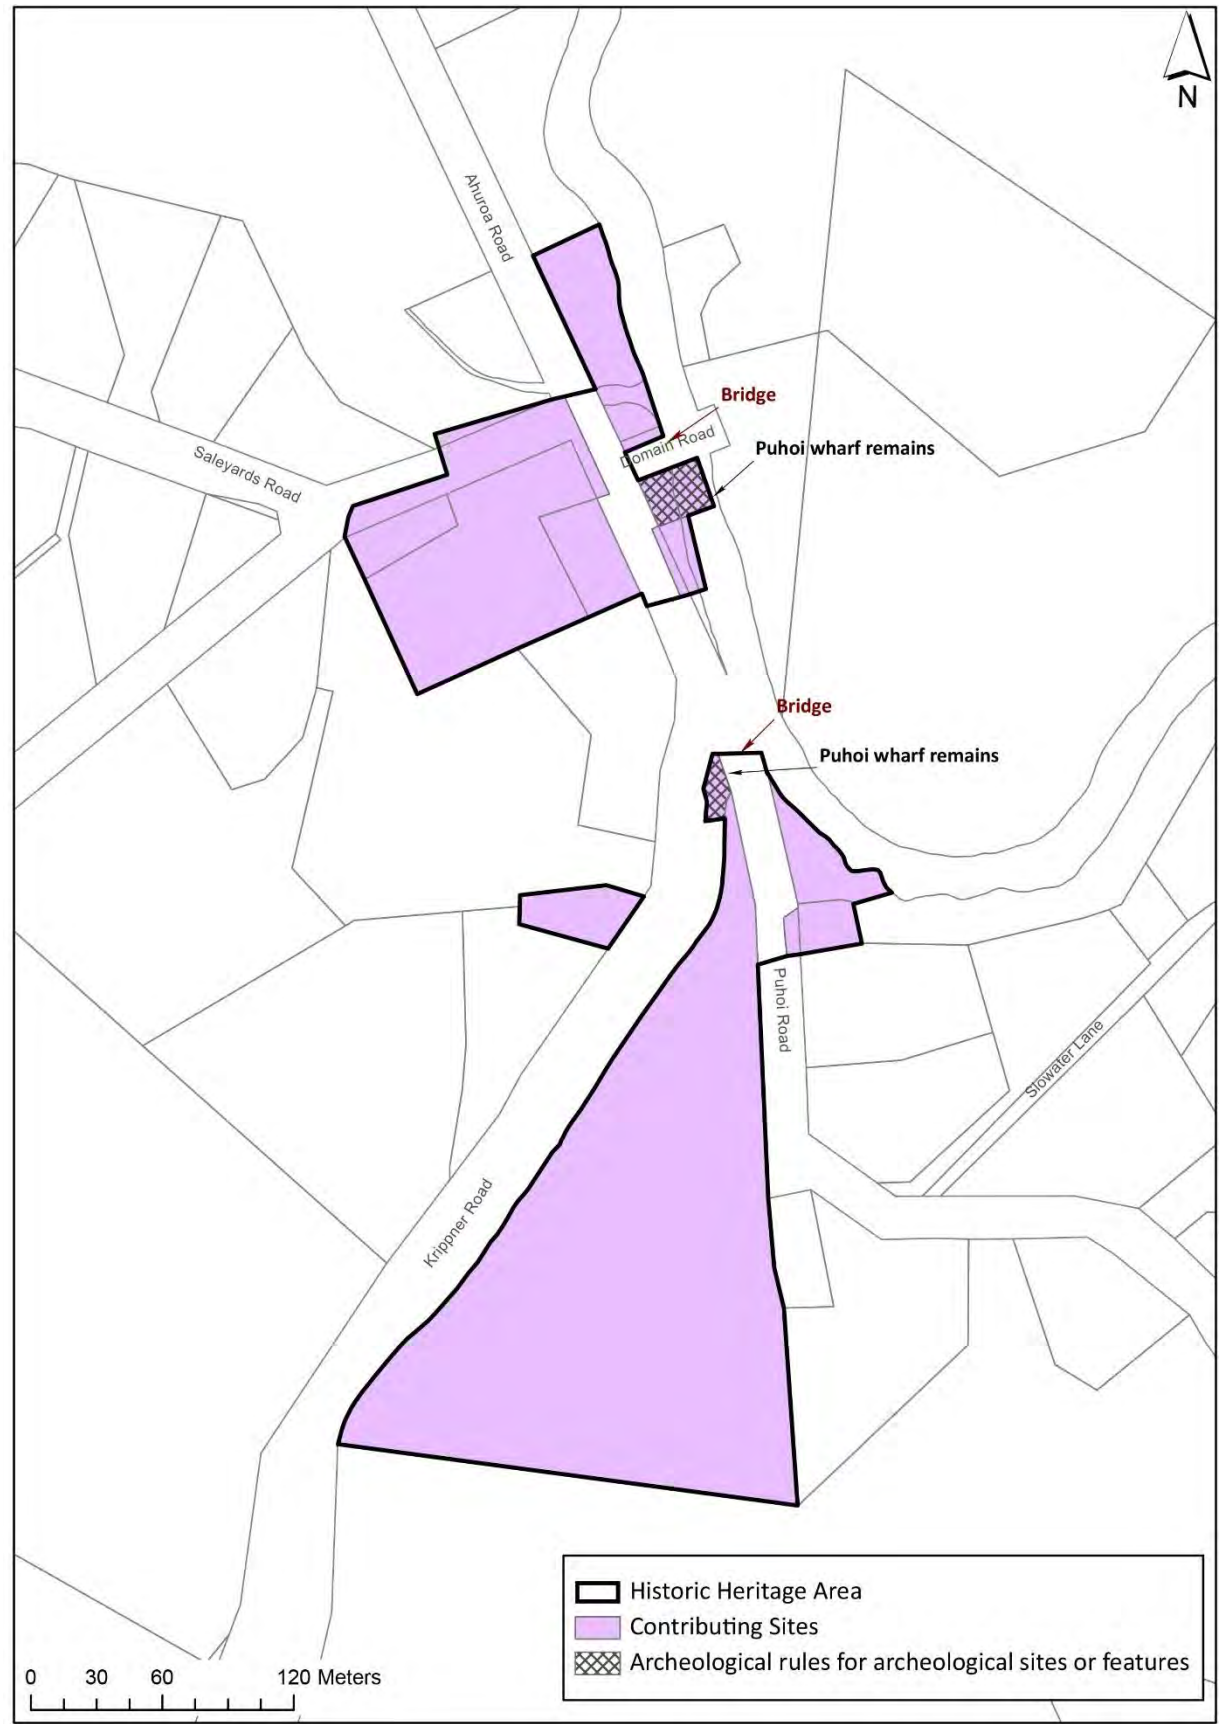 N
Ahuroa Road
Bridge
Domain Road
Puhoi wharf remains
Saleyards Road
Bridge
Puhoi wharf remains
Puhoi Road
Slowater Lane
Krippner Road
Historic Heritage Area
Contributing Sites
Archeological rules for archeological sites or features
0 30 60 120 Meters